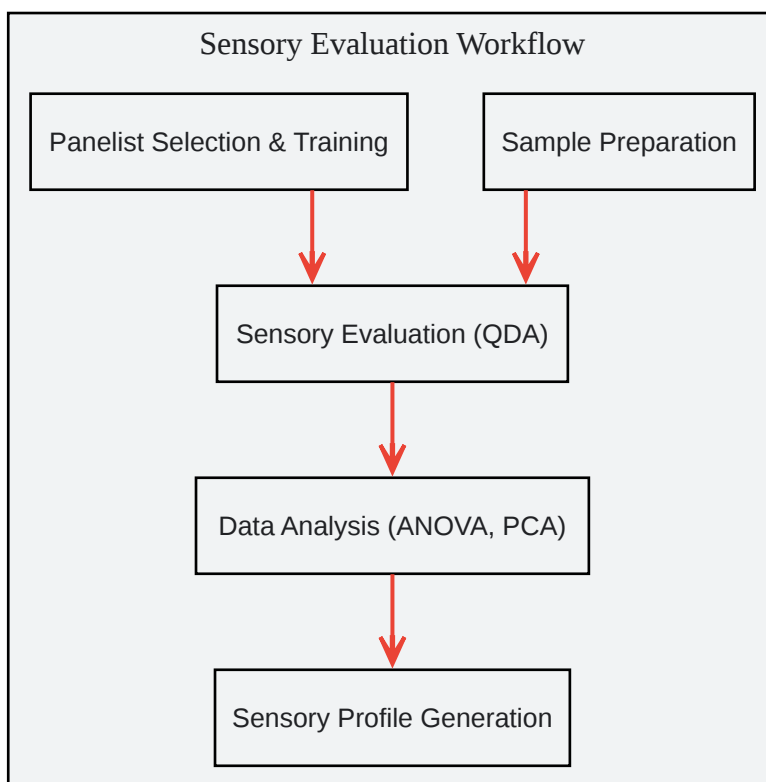 Sensory Evaluation Workflow
Panelist Selection & Training
Sample Preparation
Sensory Evaluation (QDA)
Data Analysis (ANOVA, PCA)
Sensory Profile Generation